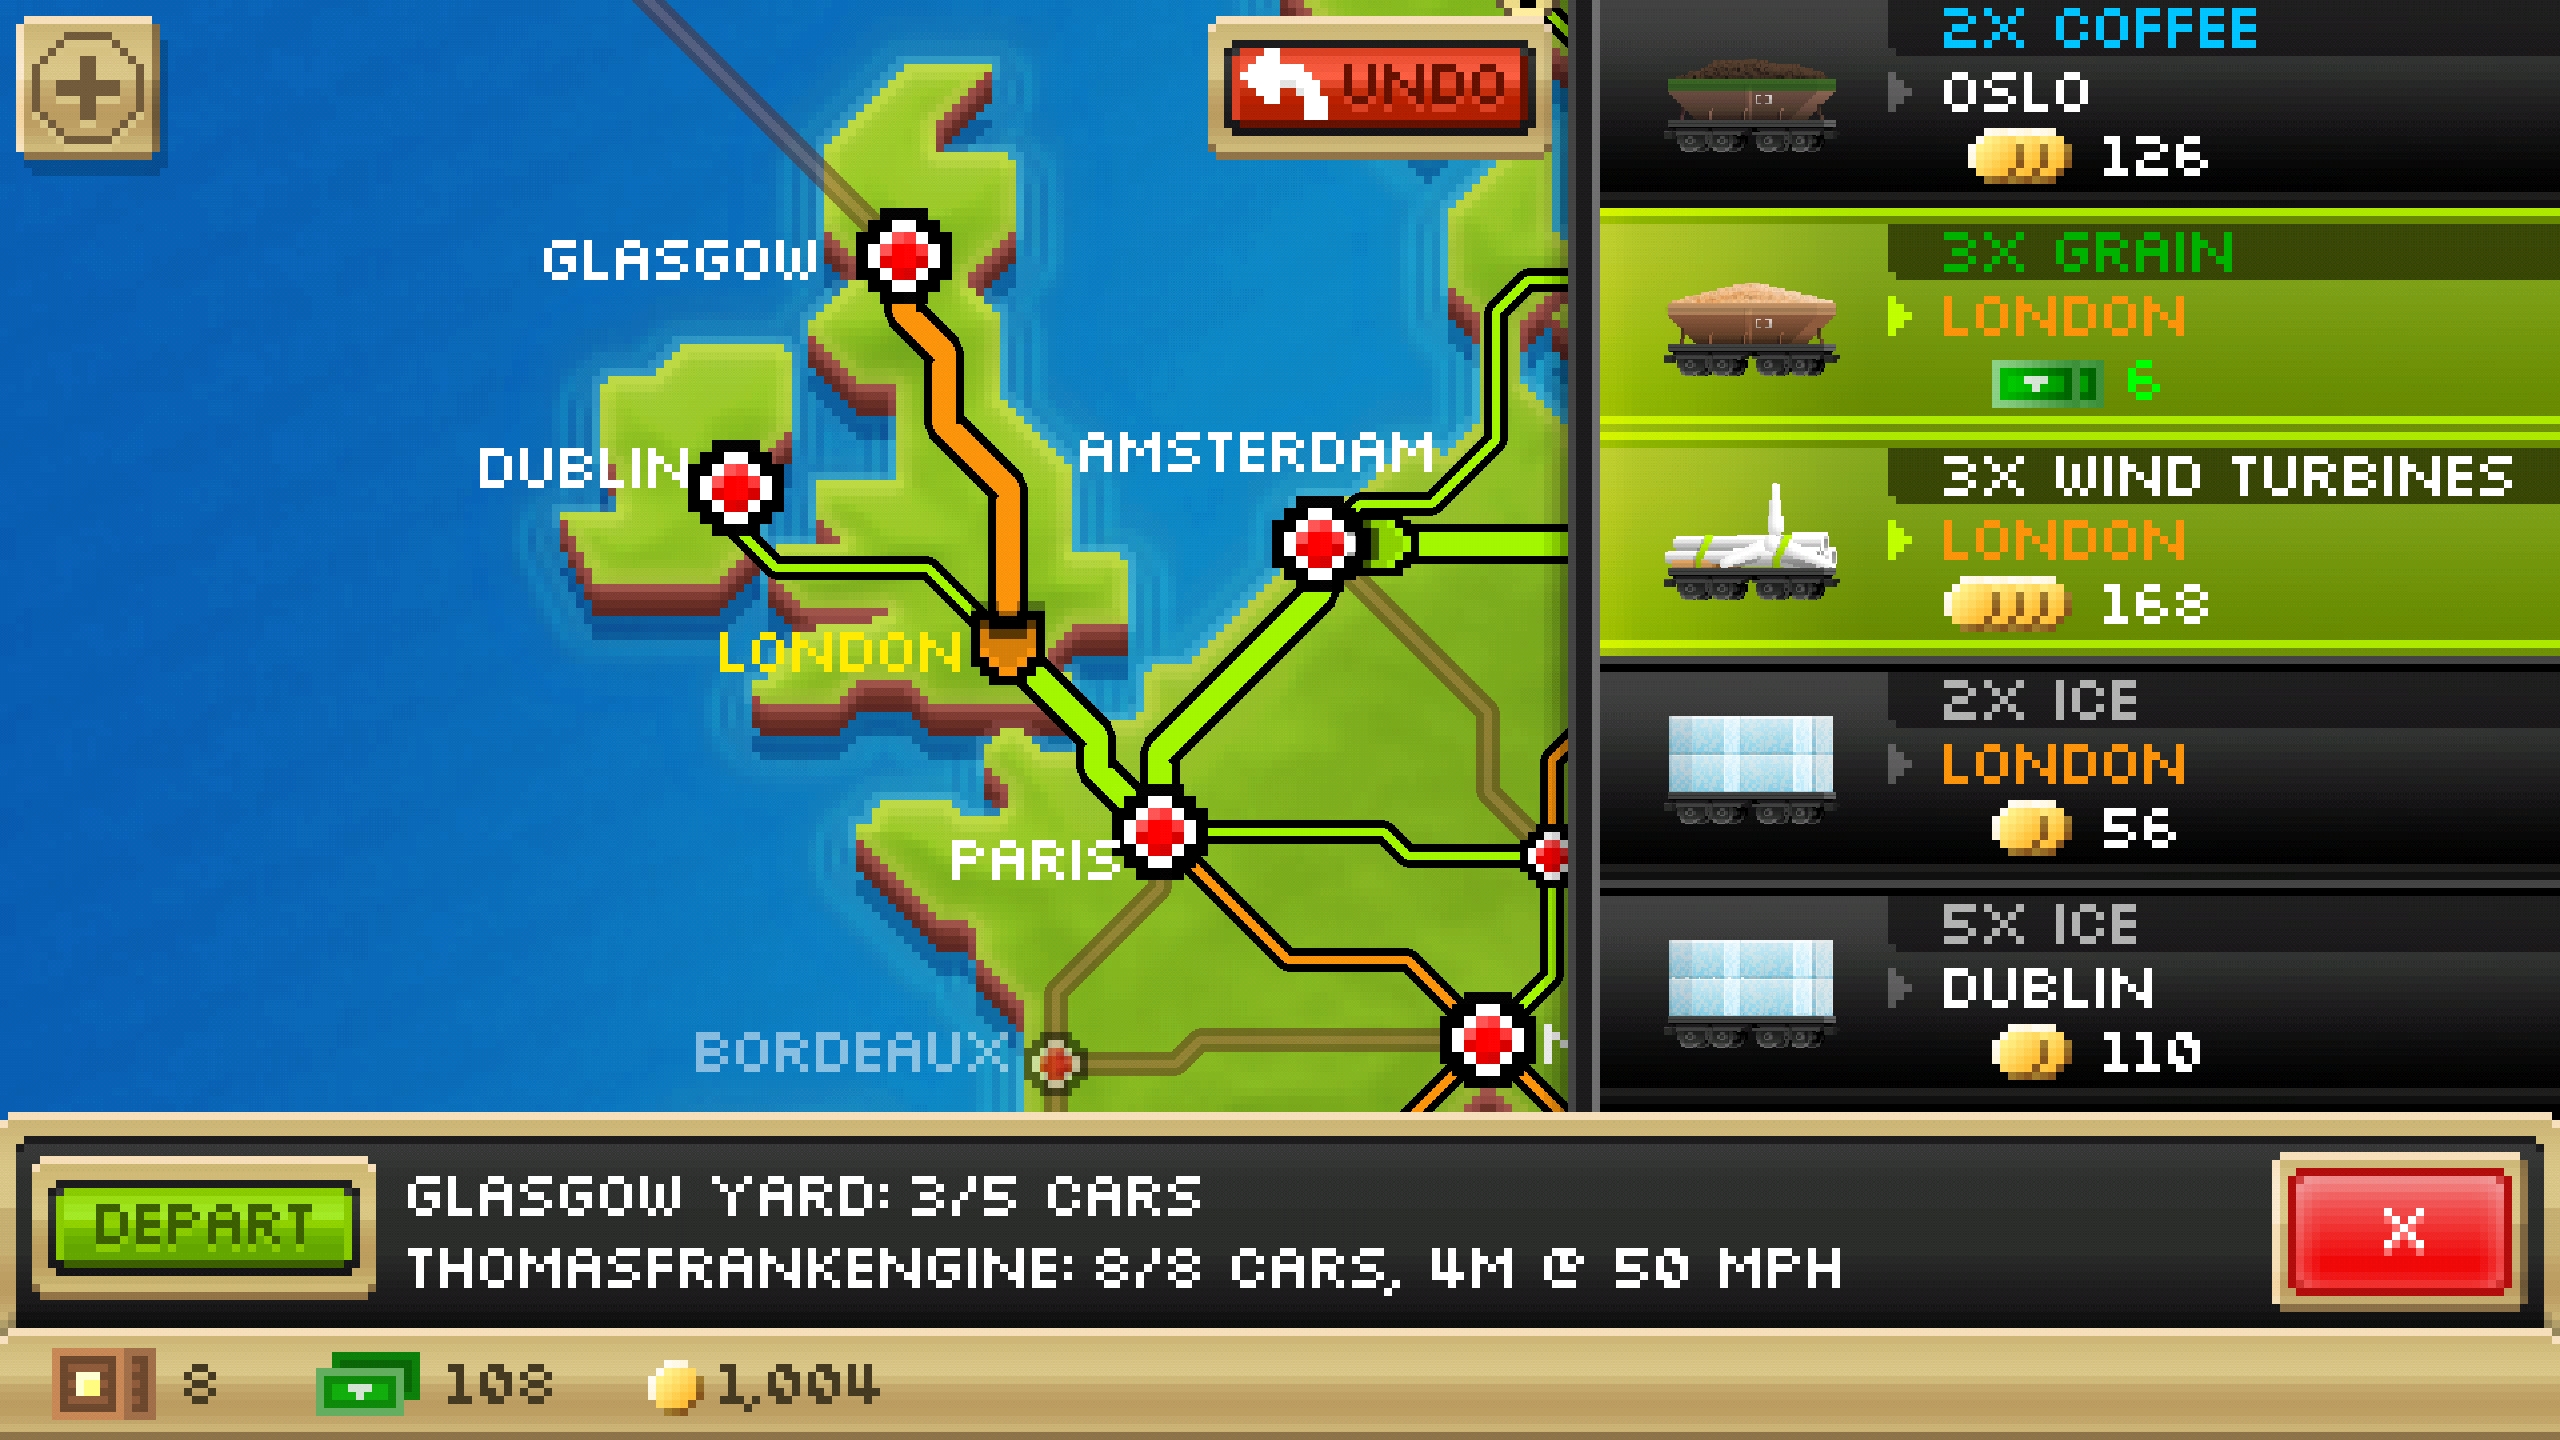 UNDO
GLASGOW
DUBLIN
AMSTERDAM
LONDON
PARIS
BORDEAUX
2X COFFEE
OSLO
126
3X GRAIN
LONDON
6
3X WIND TURBINES
LONDON
168
2X ICE
LONDON
56
5X ICE
DUBLIN
110
DEPART
GLASGOW YARD: 3/5 CARS
THOMASFRANKENGINE: 8/8 CARS, 4M @ 50 MPH
X
8
108
1,004